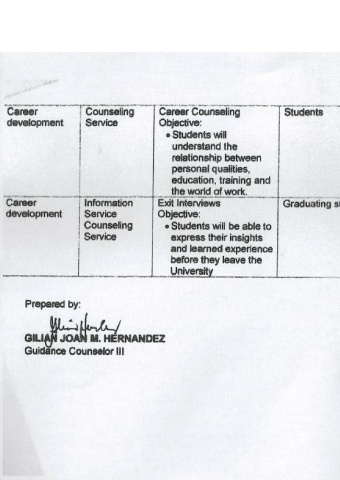 Career Counseling Career Counseling Students
development Service Objective:
• Students will
understand the
relationship between
personal qualities,
education, training and
the world of work.
Career Information Exit Interviews Graduating
development Service Objective:
Counseling • Students will be able to
Service express their insights
and learned experience
before they leave the
University
Prepared by:
GILIAN JOAN M. HERNANDEZ
Guidance Counselor III